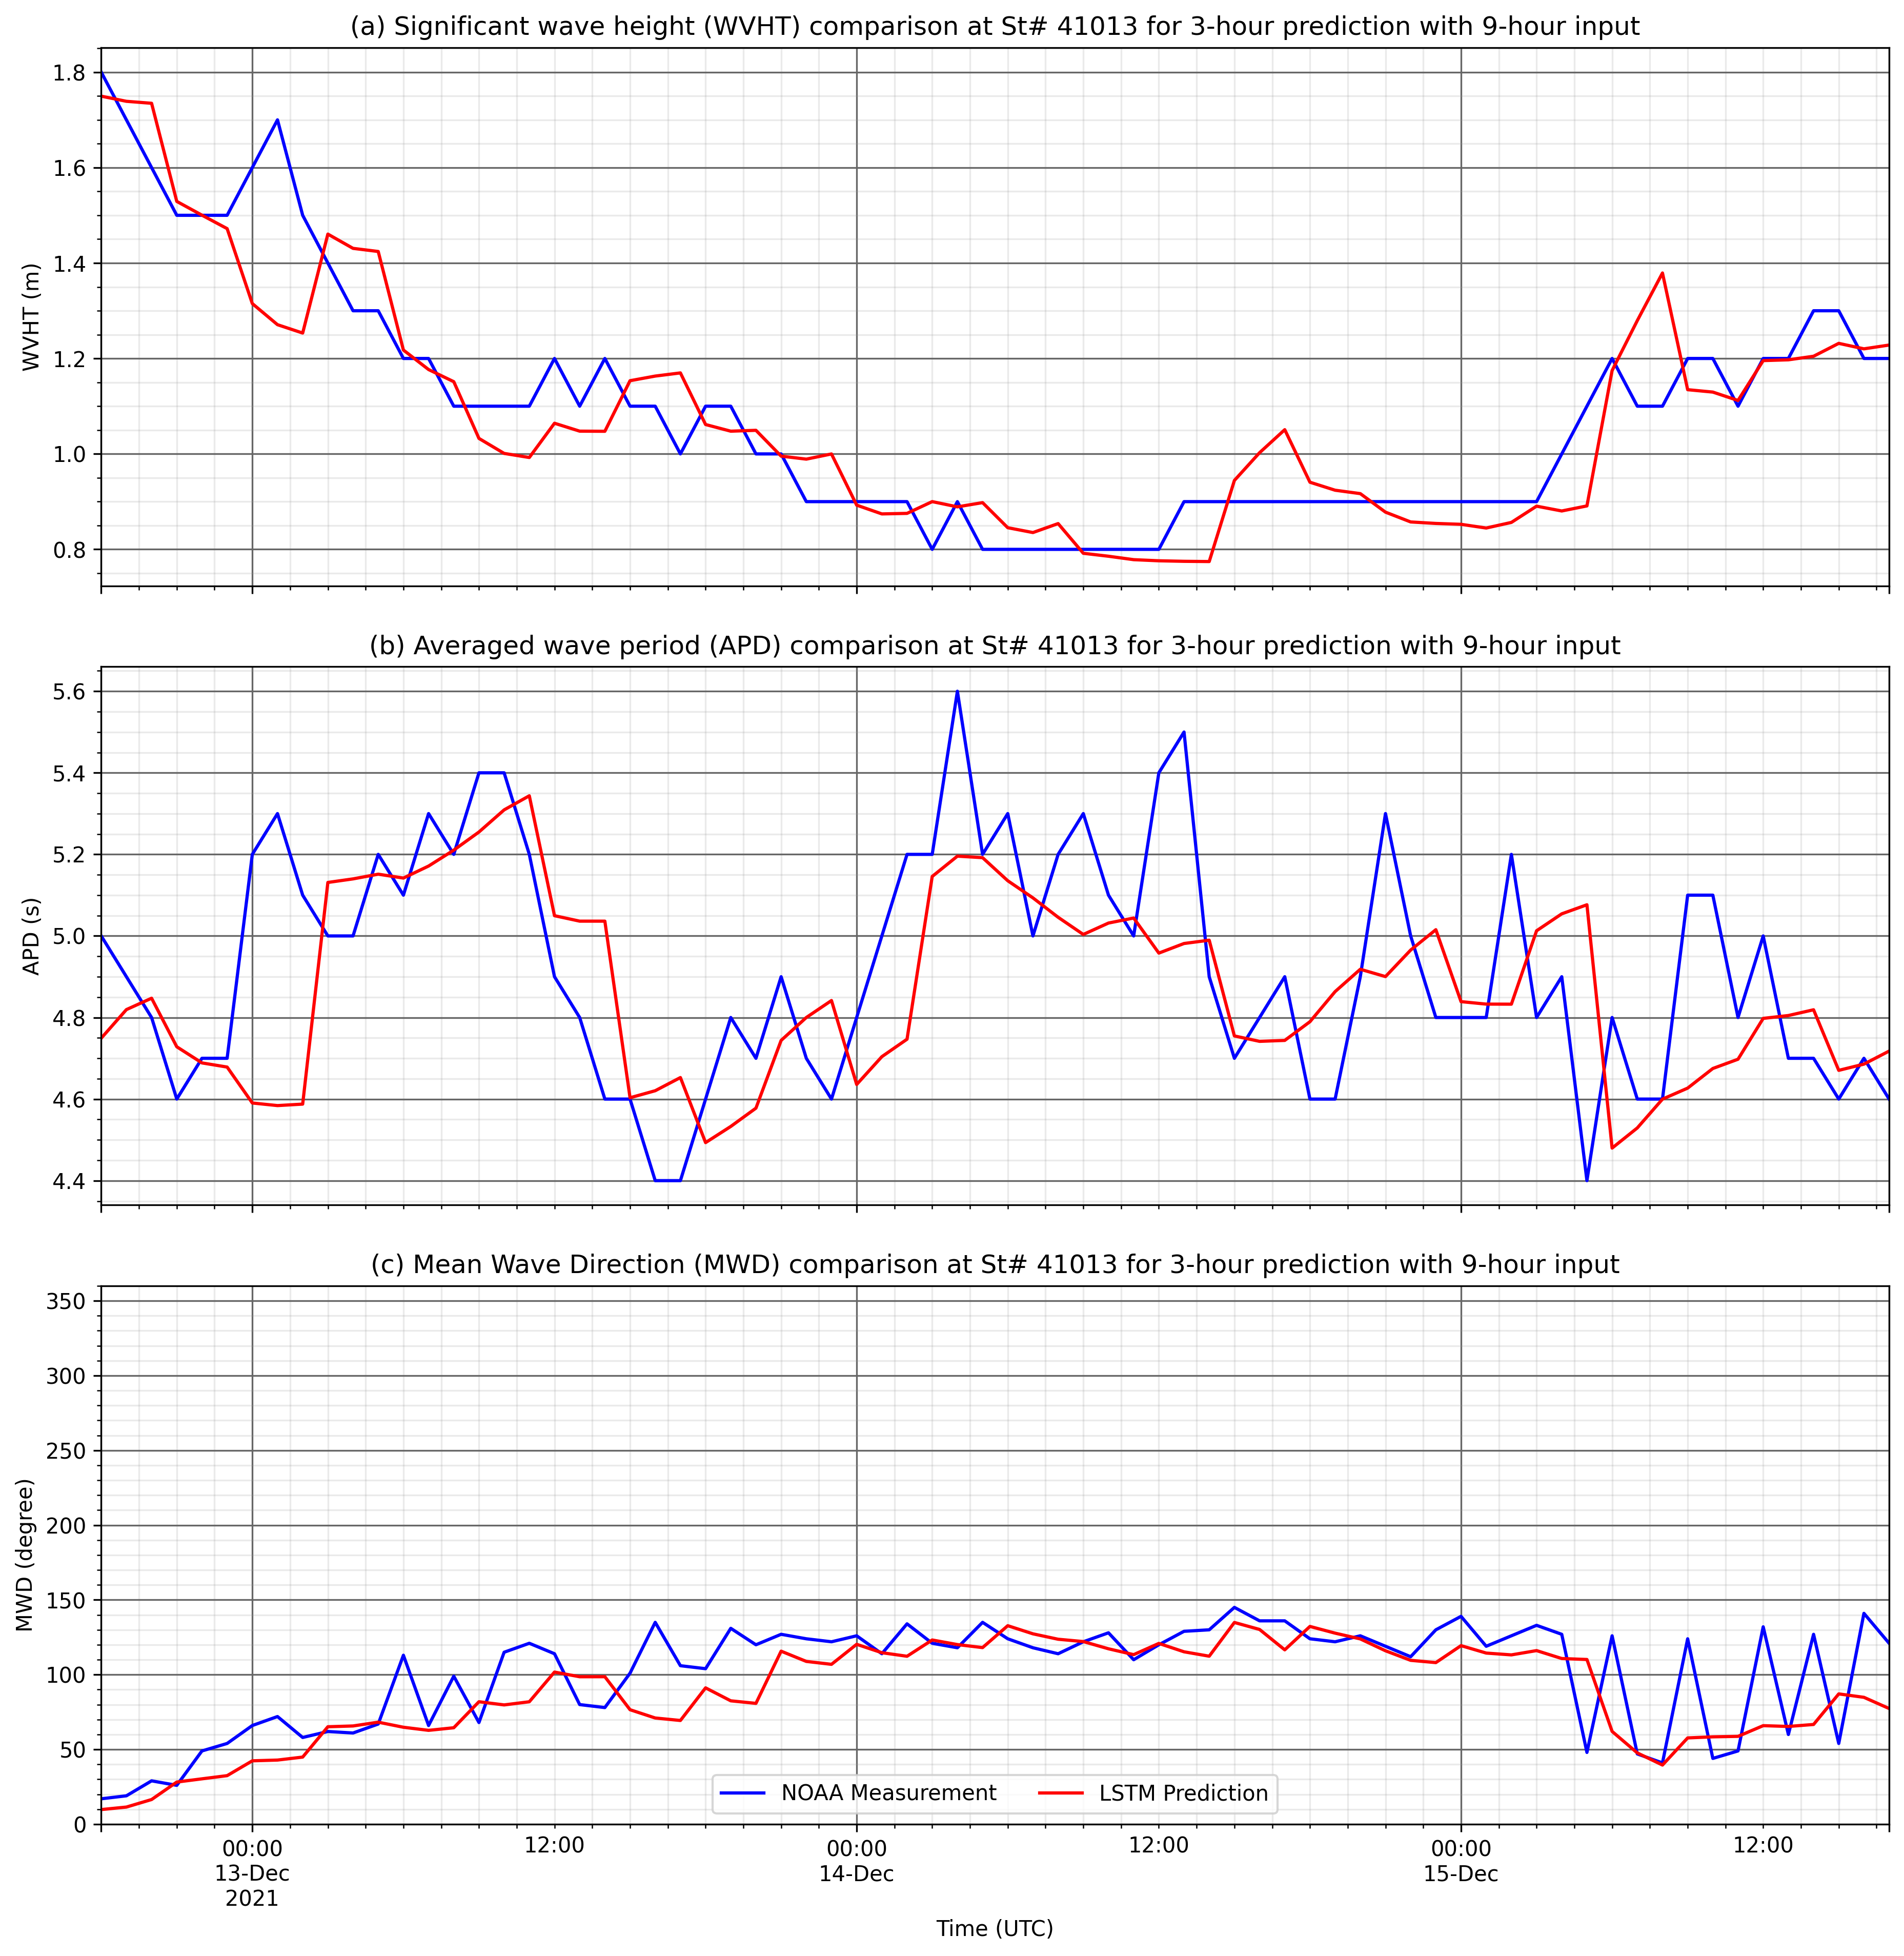 (a) Significant wave height (WVHT) comparison at St# 41013 for 3-hour prediction with 9-hour input
1.8
1.6
1.4
1.2
1.0
0.8
WVHT (m)
(b) Averaged wave period (APD) comparison at St# 41013 for 3-hour prediction with 9-hour input
5.6
5.4
5.2
5.0
4.8
4.6
4.4
APD (s)
(c) Mean Wave Direction (MWD) comparison at St# 41013 for 3-hour prediction with 9-hour input
350
300
250
200
150
100
50
0
MWD (degree)
NOAA Measurement LSTM Prediction
00:00 12:00 00:00 12:00 00:00 12:00
13-Dec 14-Dec 15-Dec
2021
Time (UTC)